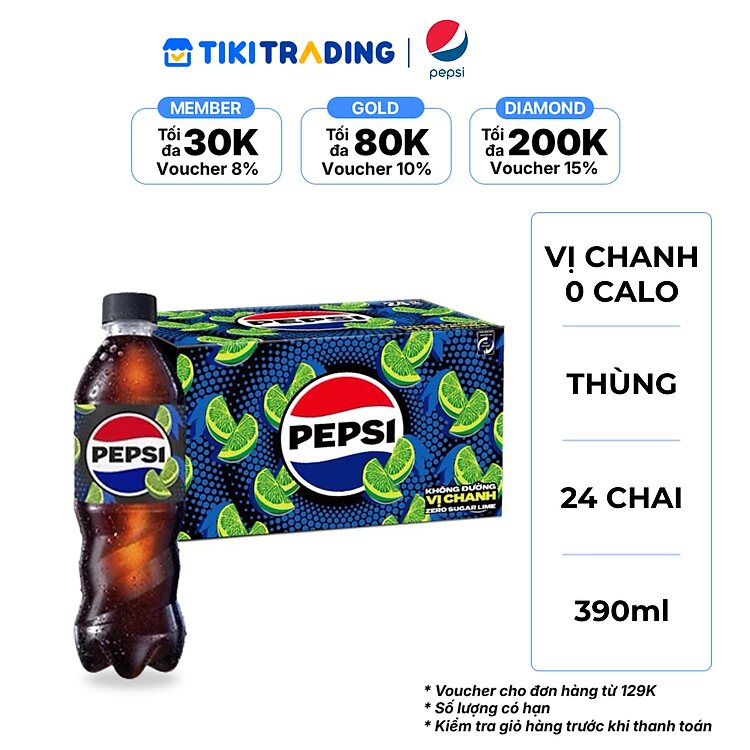 TIKITRADING
pepsi
MEMBER
Tối đa 30K
Voucher 8%
GOLD
Tối đa 80K
Voucher 10%
DIAMOND
Tối đa 200K
Voucher 15%
VỊ CHANH
0 CALO
THÙNG
24 CHAI
390ml
PEPSI
PEPSI
PEPSI
KHÔNG ĐƯỜNG
VỊ CHANH
ZERO SUGAR LIME
* Voucher cho đơn hàng từ 129K
* Số lượng có hạn
* Kiểm tra giỏ hàng trước khi thanh toán